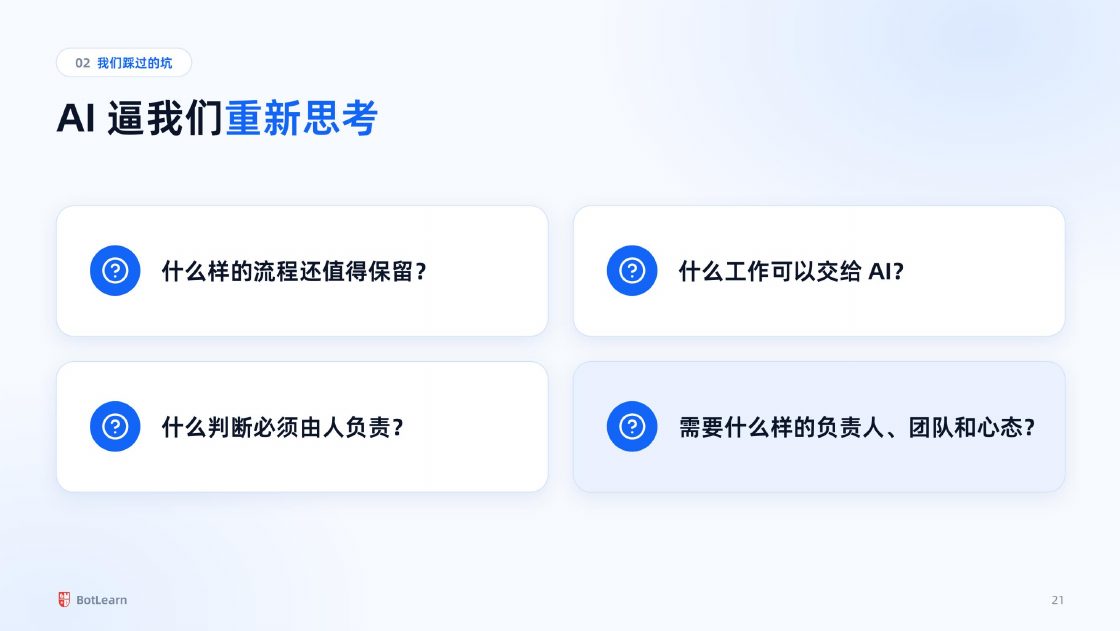 02 我们踩过的坑
AI 逼我们重新思考
什么样的流程还值得保留？
什么工作可以交给 AI？
什么判断必须由人负责？
需要什么样的负责人、团队和心态？
BotLearn
21